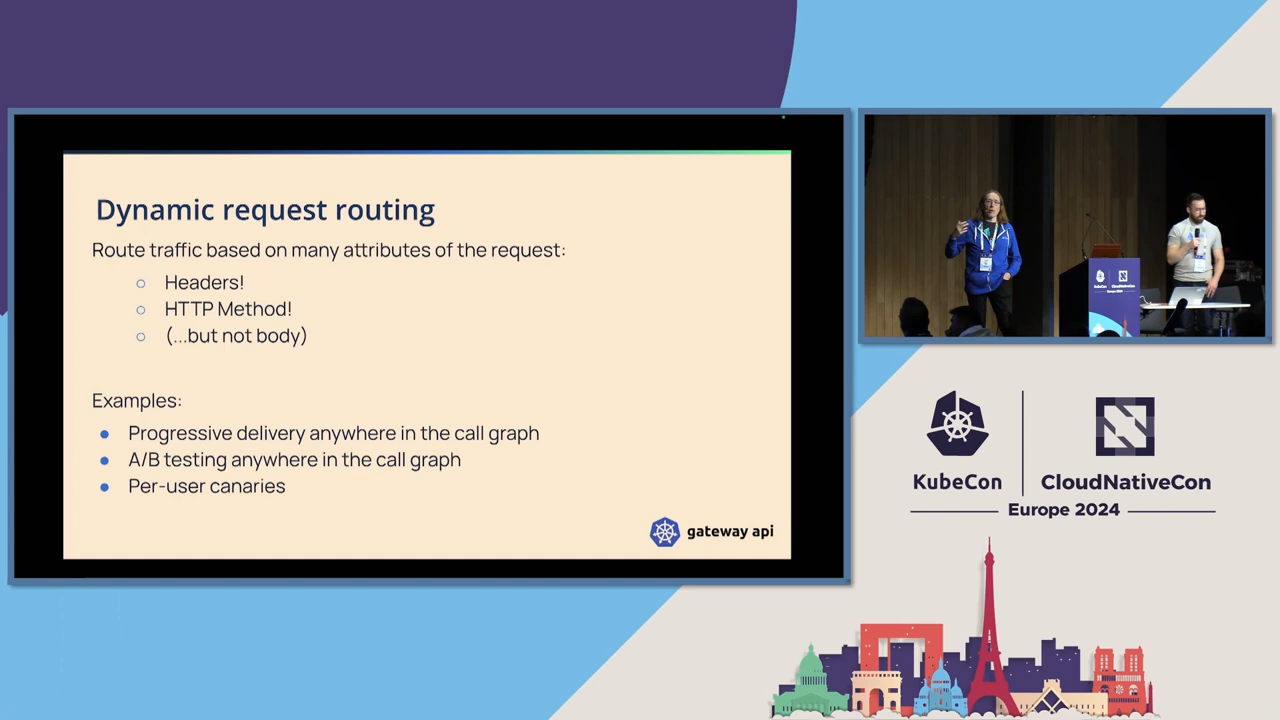 Dynamic request routing
Route traffic based on many attributes of the request:
Headers!
HTTP Method!
(...but not body)
Examples:
Progressive delivery anywhere in the call graph
A/B testing anywhere in the call graph
Per-user canaries
gateway api
KubeCon
CloudNativeCon
Europe 2024